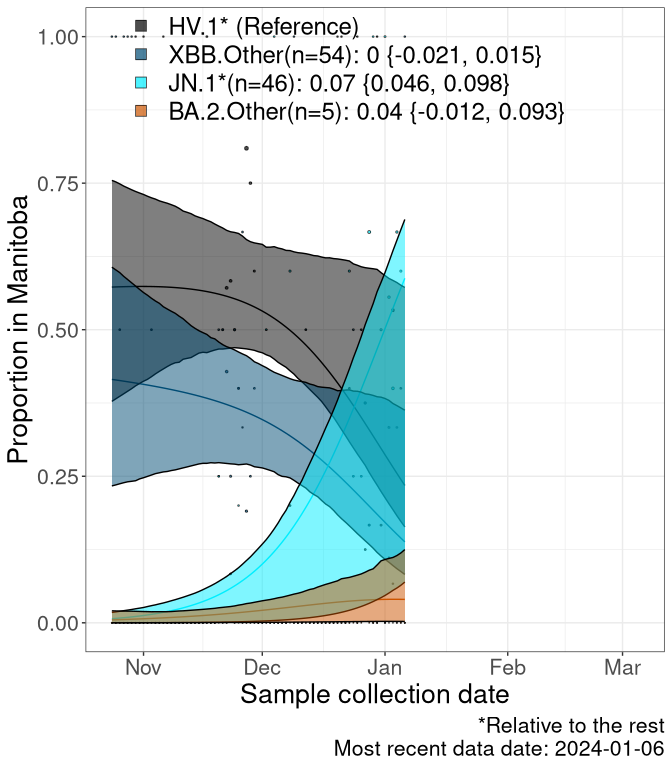 HV.1* (Reference)
XBB.Other(n=54): 0 {-0.021, 0.015}
JN.1*(n=46): 0.07 {0.046, 0.098}
BA.2.Other(n=5): 0.04 {-0.012, 0.093}
1.00
0.75
0.50
0.25
0.00
Proportion in Manitoba
Nov Dec Jan Feb Mar
Sample collection date
*Relative to the rest
Most recent data date: 2024-01-06